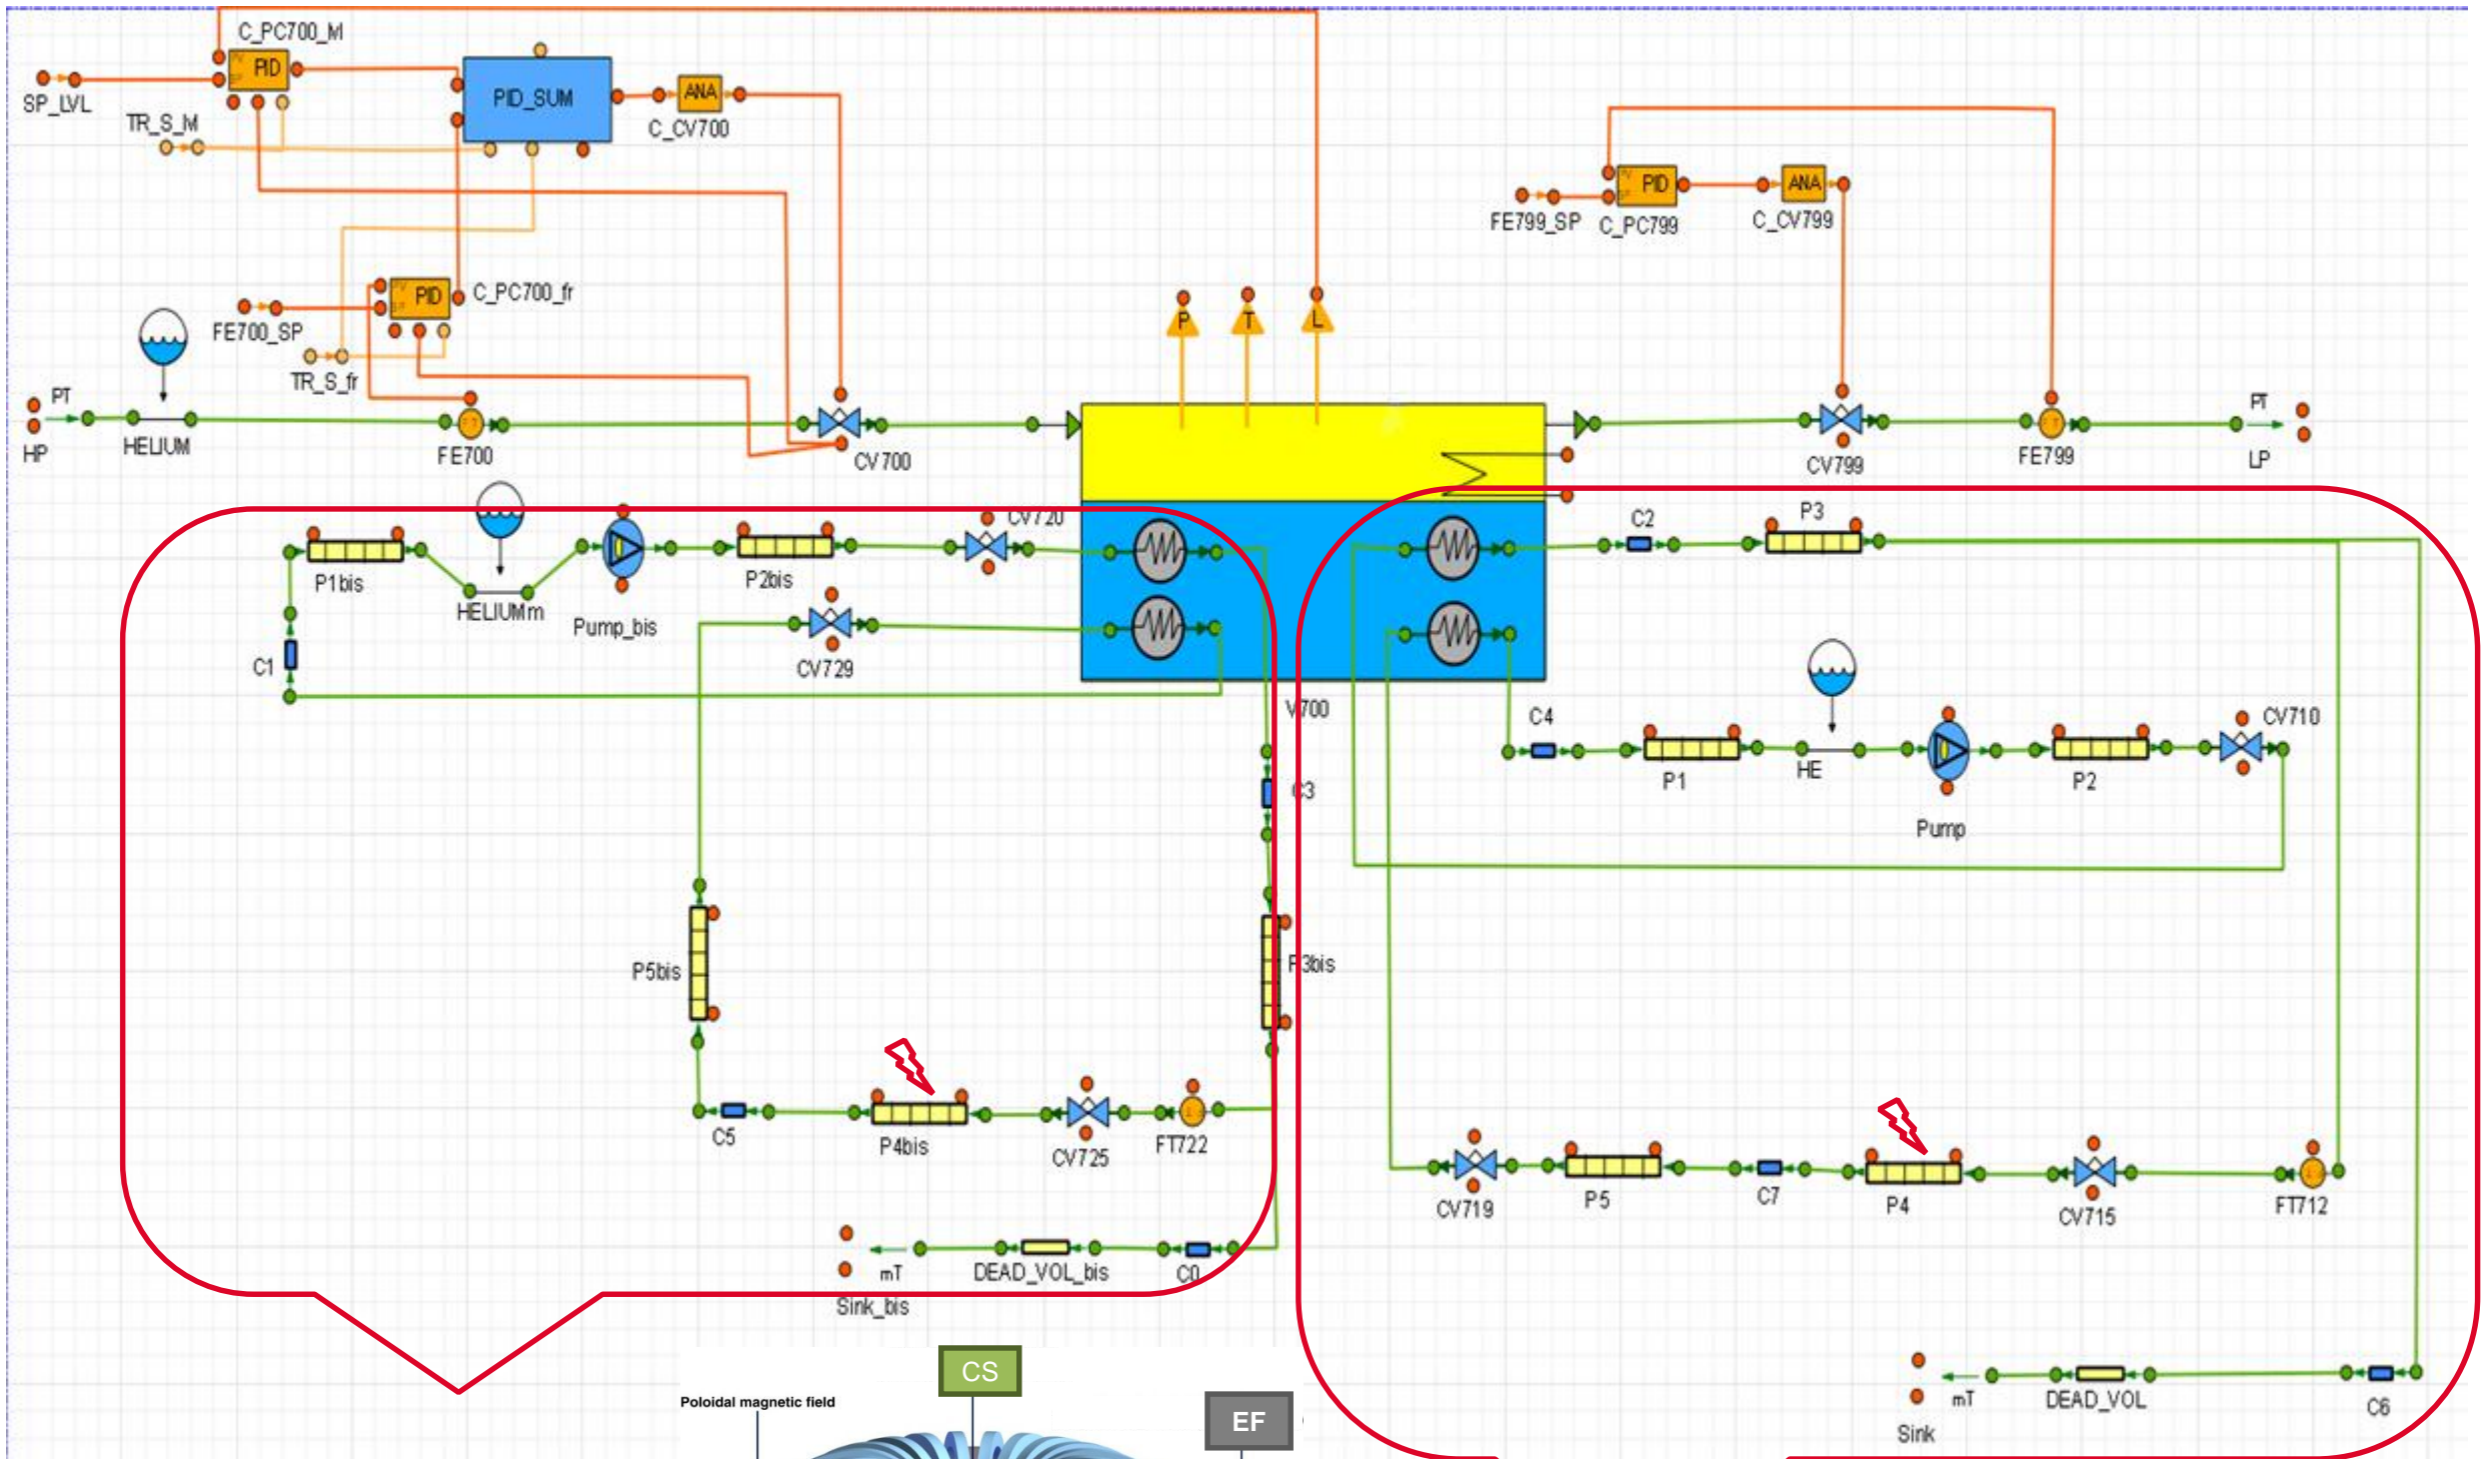 C_PC700_M
PID
SP_LVL
PID_SUM
ANA
C_CV700
TR_S_M
PID
ANA
FE799_SP
C_PC799
C_CV799
PID
C_PC700_fr
FE700_SP
TR_S_fr
P
T
L
PT
HP
HELIUM
FE700
CV700
CV799
FE799
PT
LP
CV720
C2
P3
P1bis
HELIUMm
Pump_bis
P2bis
C1
CV729
V700
C4
CV710
P1
HE
P2
Pump
C3
P5bis
P3bis
C5
P4bis
CV725
FT722
CV719
P5
C7
P4
CV715
FT712
mT
DEAD_VOL_bis
C0
Sink_bis
CS
Poloidal magnetic field
EF
mT
DEAD_VOL
C6
Sink